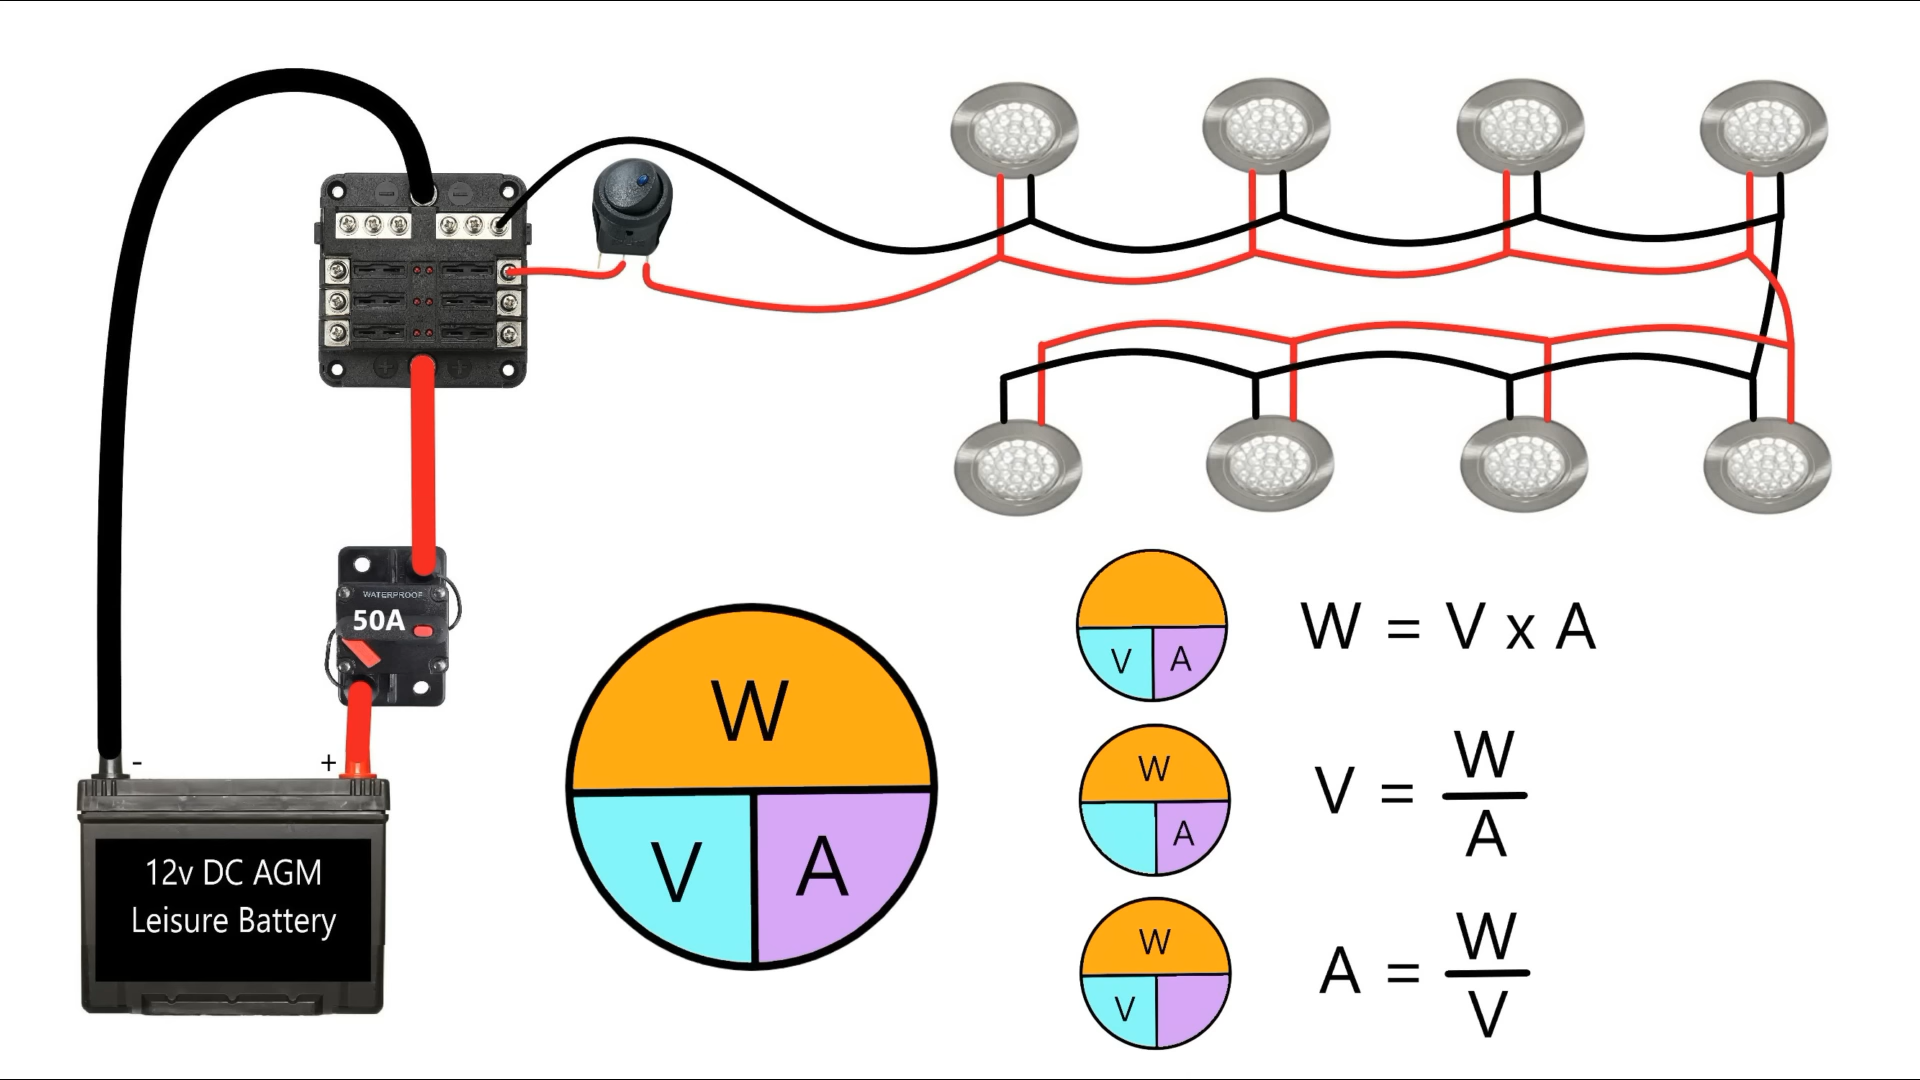 WATERPROOF
50A
- +
12v DC AGM
Leisure Battery
W
V A
V A
W = V x A
W
A
V = W
A
W
V
A = W
V